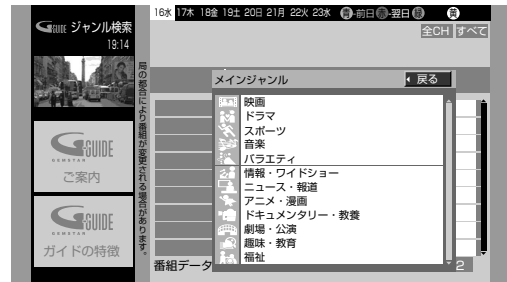 G GUIDE ジャンル検索
19:14
16水 17木 18金 19土 20日 21月 22火 23水 青-前日 -翌日 緑 黄
全CH すべて
局の都合により番組が変更される場合があります。
メインジャンル
戻る
映画
ドラマ
スポーツ
音楽
バラエティ
情報・ワイドショー
ニュース・報道
アニメ・漫画
ドキュメンタリー・教養
劇場・公演
趣味・教育
福祉
G GUIDE
GEMSTAR
ご案内
G GUIDE
GEMSTAR
ガイドの特徴
番組データ
2